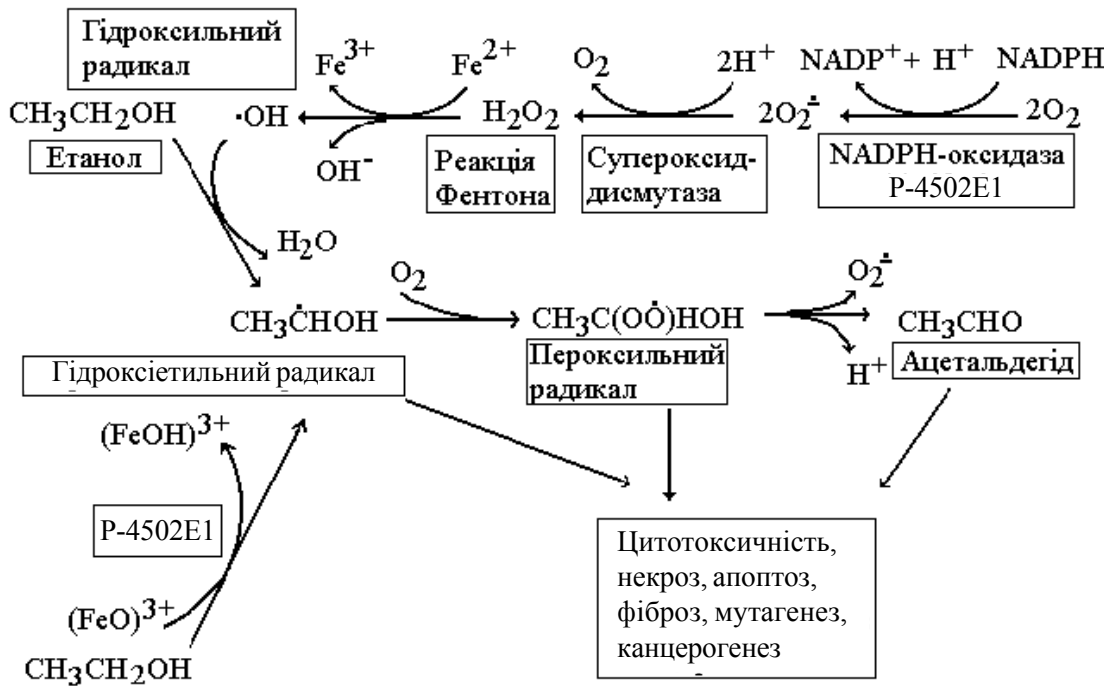 Гідроксильний
радикал
Fe³⁺ Fe²⁺ O₂ 2H⁺ NADP⁺ + H⁺ NADPH
CH₃CH₂OH ·OH H₂O₂ 2O₂∸ 2O₂
OH⁻
Етанол
Реакція
Фентона
Супероксид-
дисмутаза
NADPH-оксидаза
P-4502E1
H₂O
O₂ O₂∸
CH₃ĊHOH CH₃C(OȮ)HOH CH₃CHO
H⁺
Гідроксіетильний радикал
Пероксильний
радикал
Ацетальдегід
(FeOH)³⁺
P-4502E1
(FeO)³⁺
CH₃CH₂OH
Цитотоксичність,
некроз, апоптоз,
фіброз, мутагенез,
канцерогенез